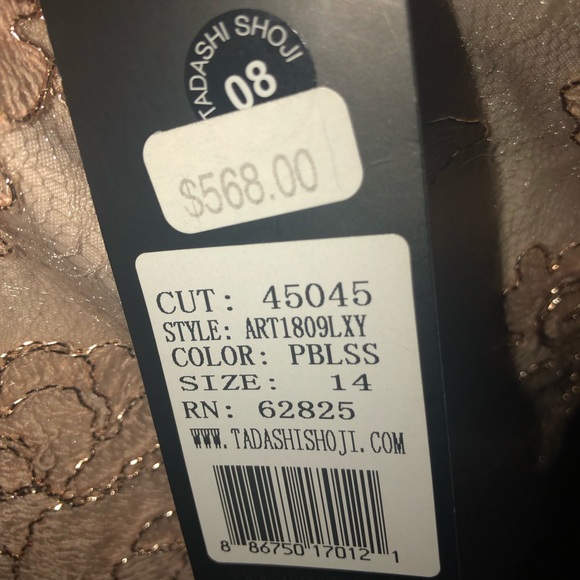 TADASHI SHOJI
08
$568.00
CUT: 45045
STYLE: ART1809LXY
COLOR: PBLSS
SIZE: 14
RN: 62825
WWW.TADASHISHOJI.COM
8 86750 17012 1